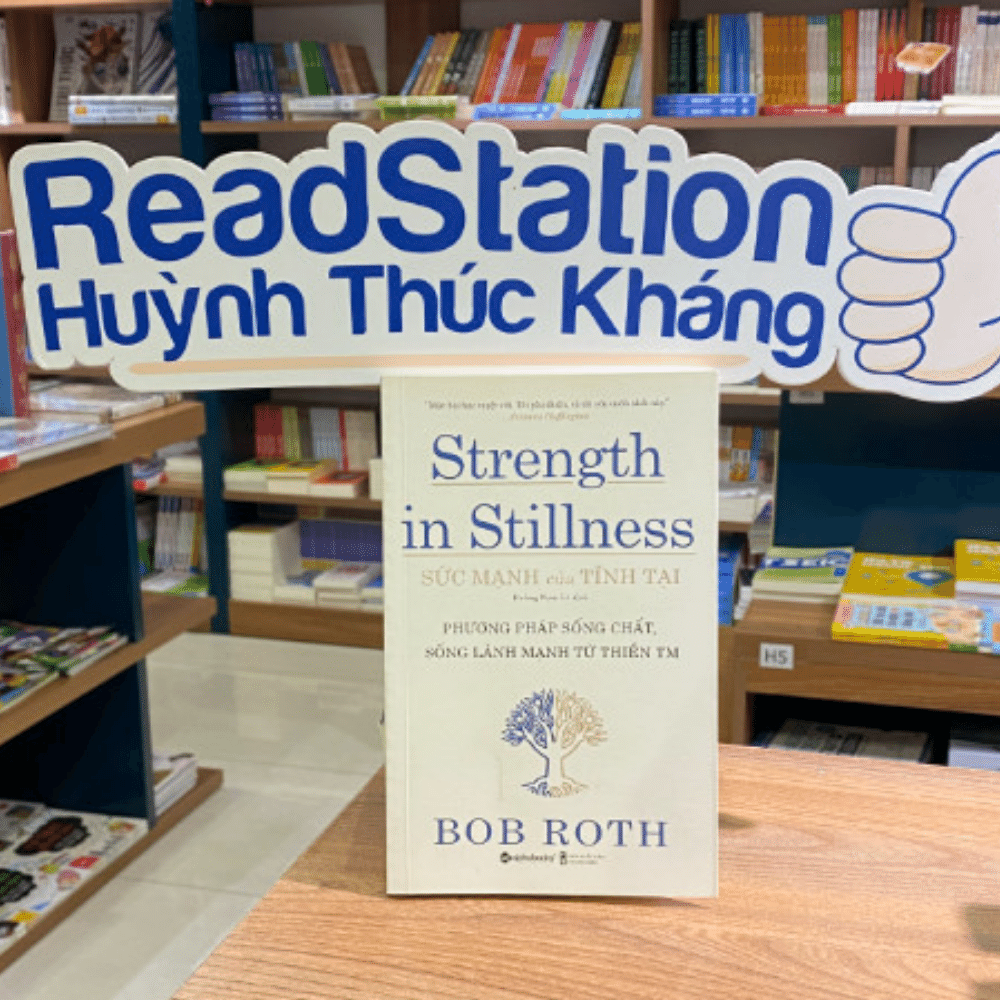 ReadStation
Huỳnh Thúc Kháng
Strength
in Stillness
SỨC MẠNH của TĨNH TẠI
PHƯƠNG PHÁP SỐNG CHẤT,
SỐNG LÀNH MẠNH TỪ THIỀN TM
BOB ROTH
alphabooks
H5